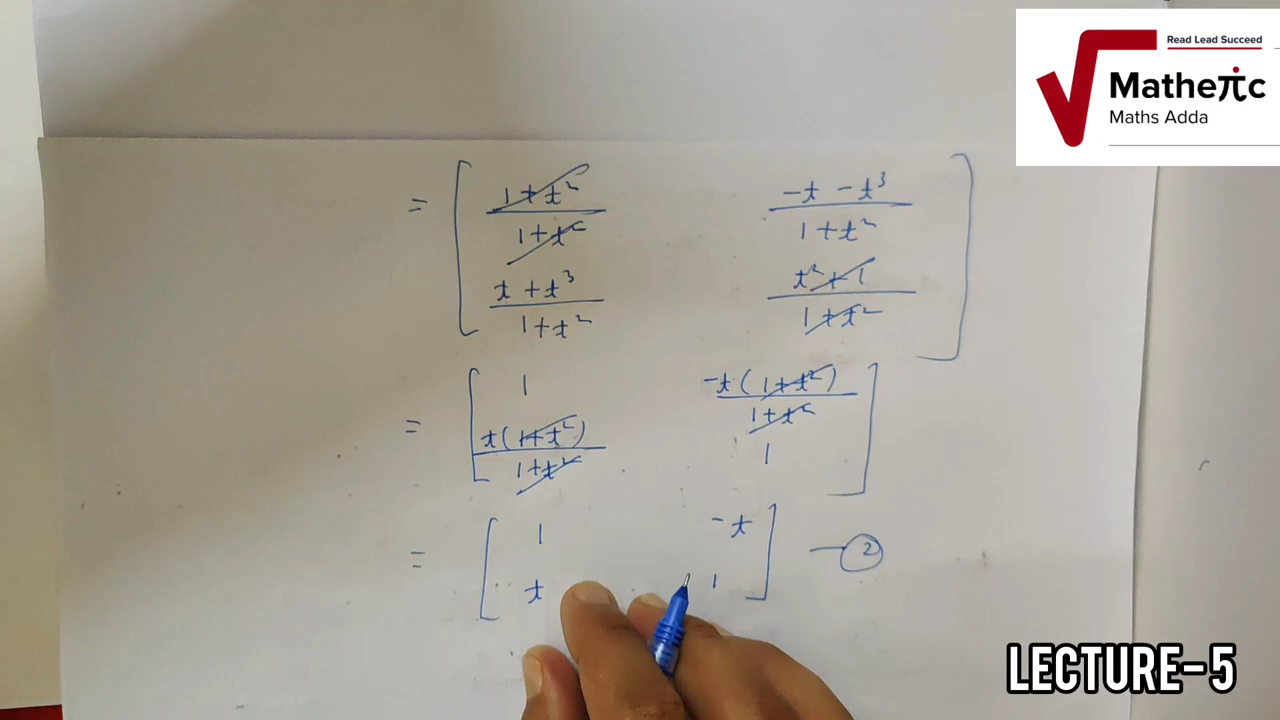 Read Lead Succeed
Matheπc
Maths Adda
= [ (1+t²)/(1+t²)   (-t-t³)/(1+t²)
(t+t³)/(1+t²)   (t²+1)/(1+t²) ]
= [ 1   -t(1+t²)/(1+t²)
t(1+t²)/(1+t²)   1 ]
= [ 1   -t
t   1 ] — ②
LECTURE-5